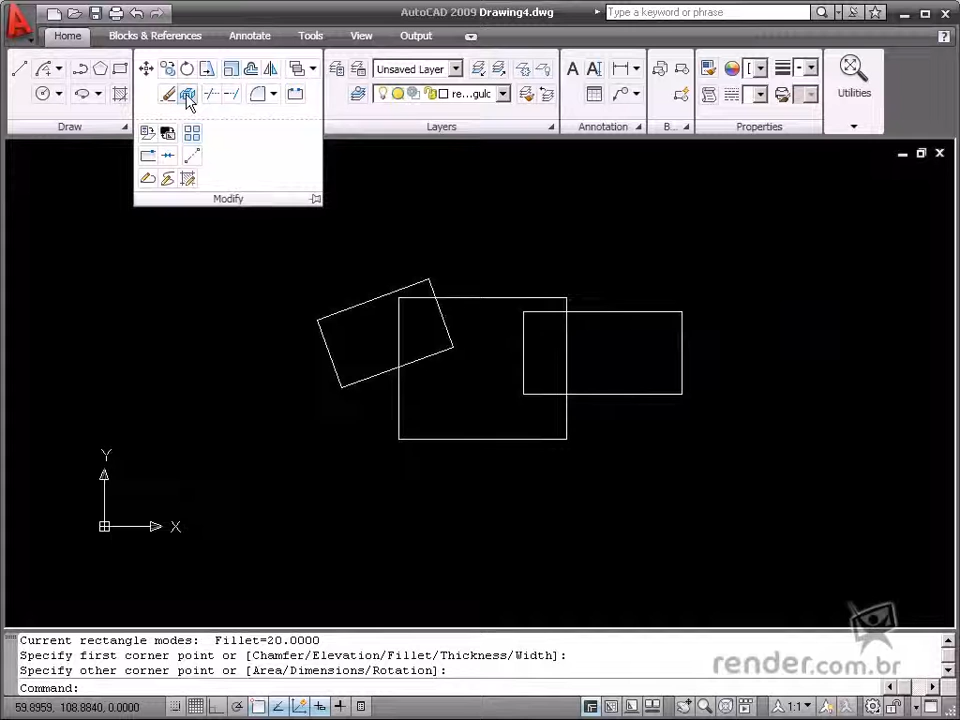 AutoCAD 2009 Drawing4.dwg
Type a keyword or phrase
Home
Blocks & References
Annotate
Tools
View
Output
Unsaved Layer
Utilities
Draw
Layers
Annotation
B...
Properties
Modify
Y
X
Current rectangle modes: Fillet=20.0000
Specify first corner point or [Chamfer/Elevation/Fillet/Thickness/Width]:
Specify other corner point or [Area/Dimensions/Rotation]:
render.com.br
Command:
59.8959, 108.8840, 0.0000
1:1